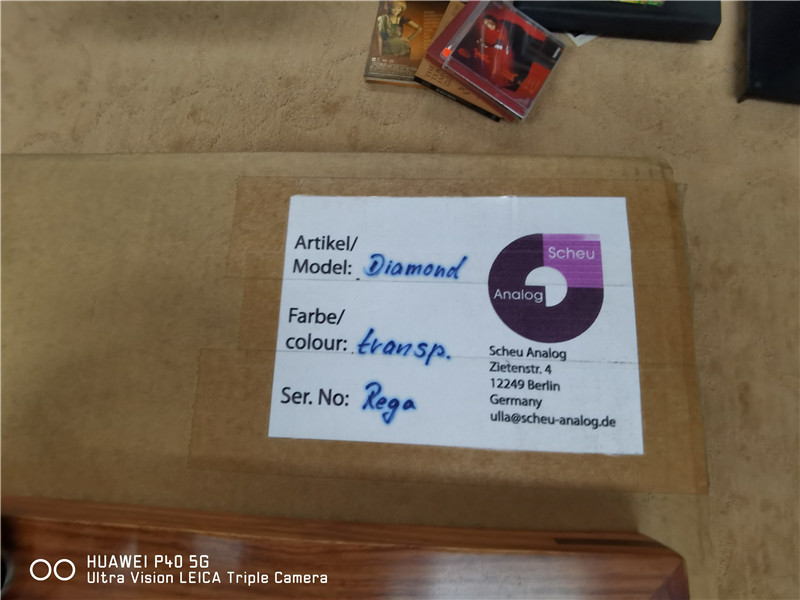 Artikel/
Model: Diamond
Farbe/
colour: transp.
Ser. No: Rega
Scheu
Analog
Scheu Analog
Zietenstr. 4
12249 Berlin
Germany
ulla@scheu-analog.de
HUAWEI P40 5G
Ultra Vision LEICA Triple Camera